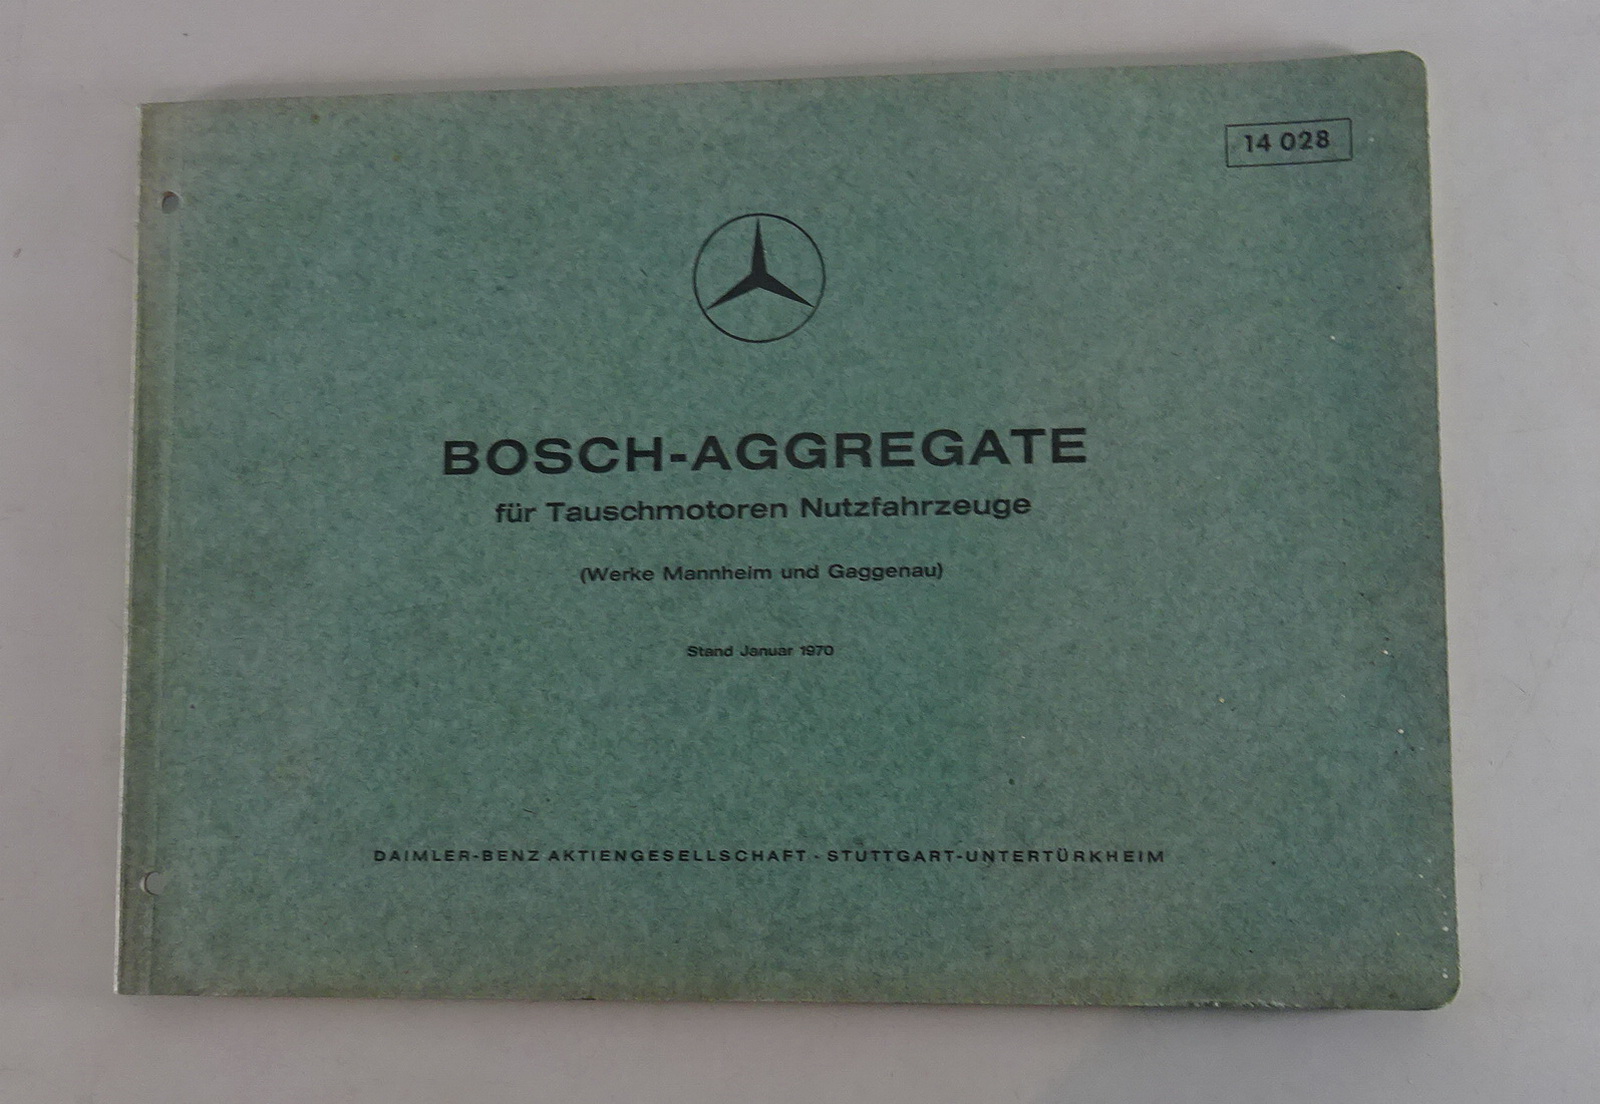 14 028
BOSCH-AGGREGATE
für Tauschmotoren Nutzfahrzeuge
(Werke Mannheim und Gaggenau)
Stand Januar 1970
DAIMLER-BENZ AKTIENGESELLSCHAFT · STUTTGART-UNTERTÜRKHEIM